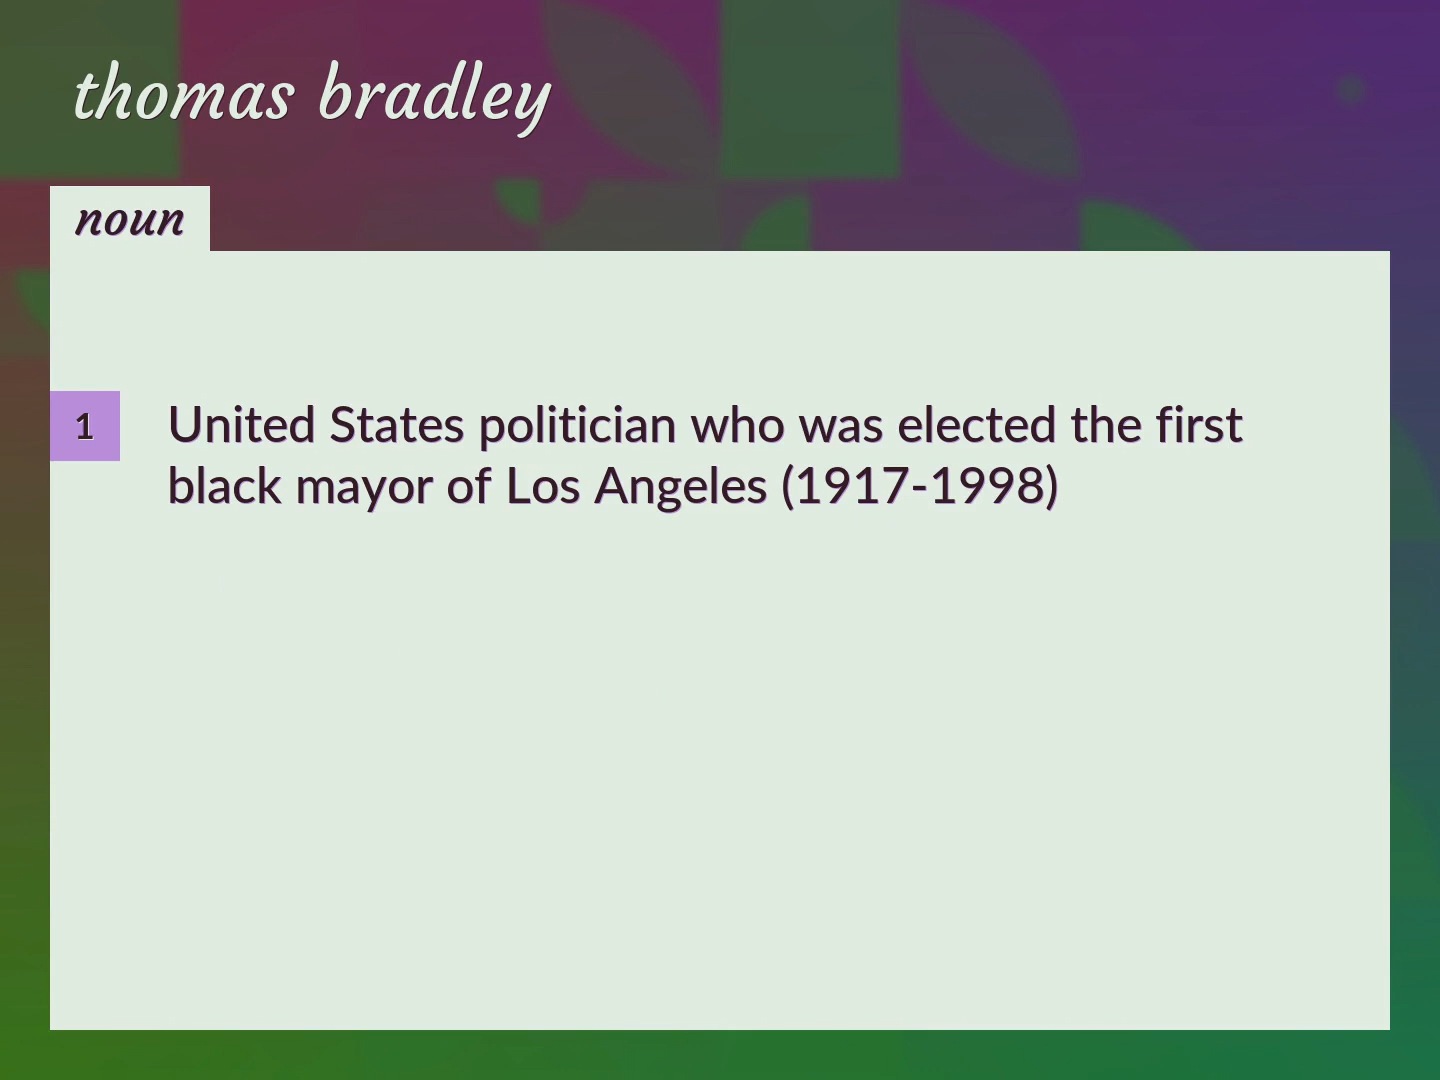 thomas bradley
noun
1
United States politician who was elected the first
black mayor of Los Angeles (1917-1998)